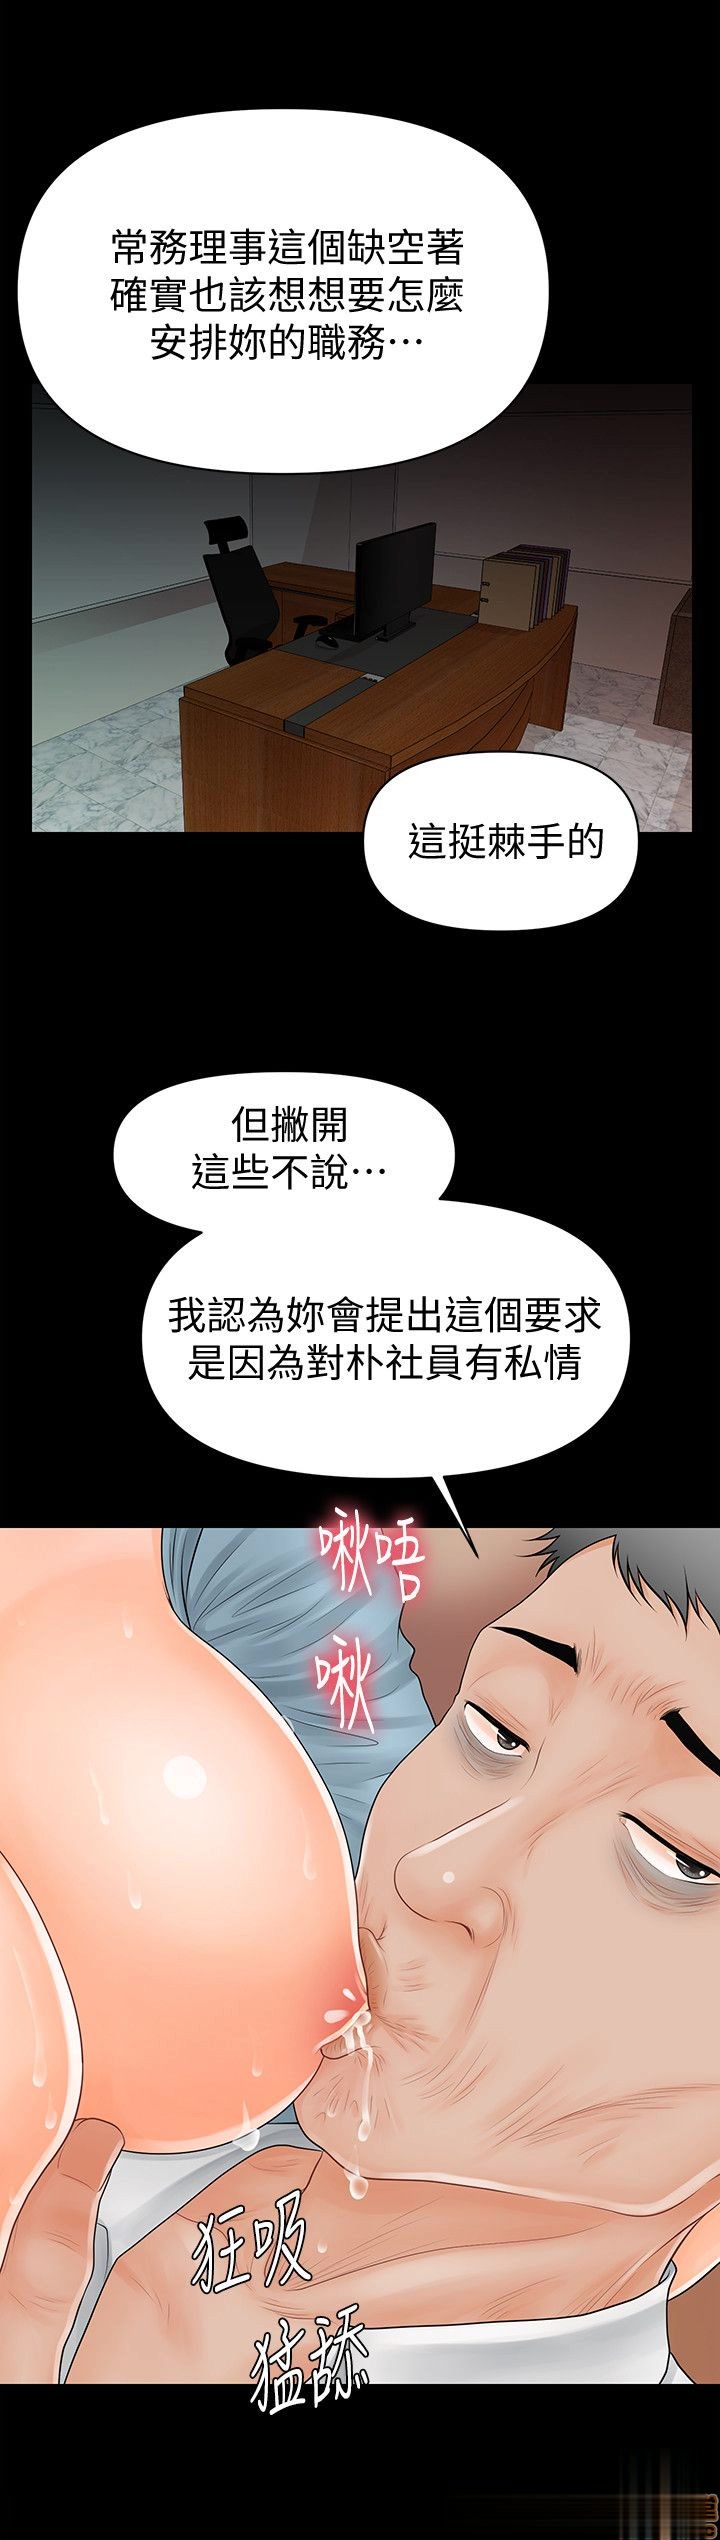 常務理事這個缺空著
確實也該想想要怎麼
安排妳的職務⋯
這挺棘手的
但撇開
這些不說⋯
我認為妳會提出這個要求
是因為對朴社員有私情
啾唔
啾
狂吸
猛舔